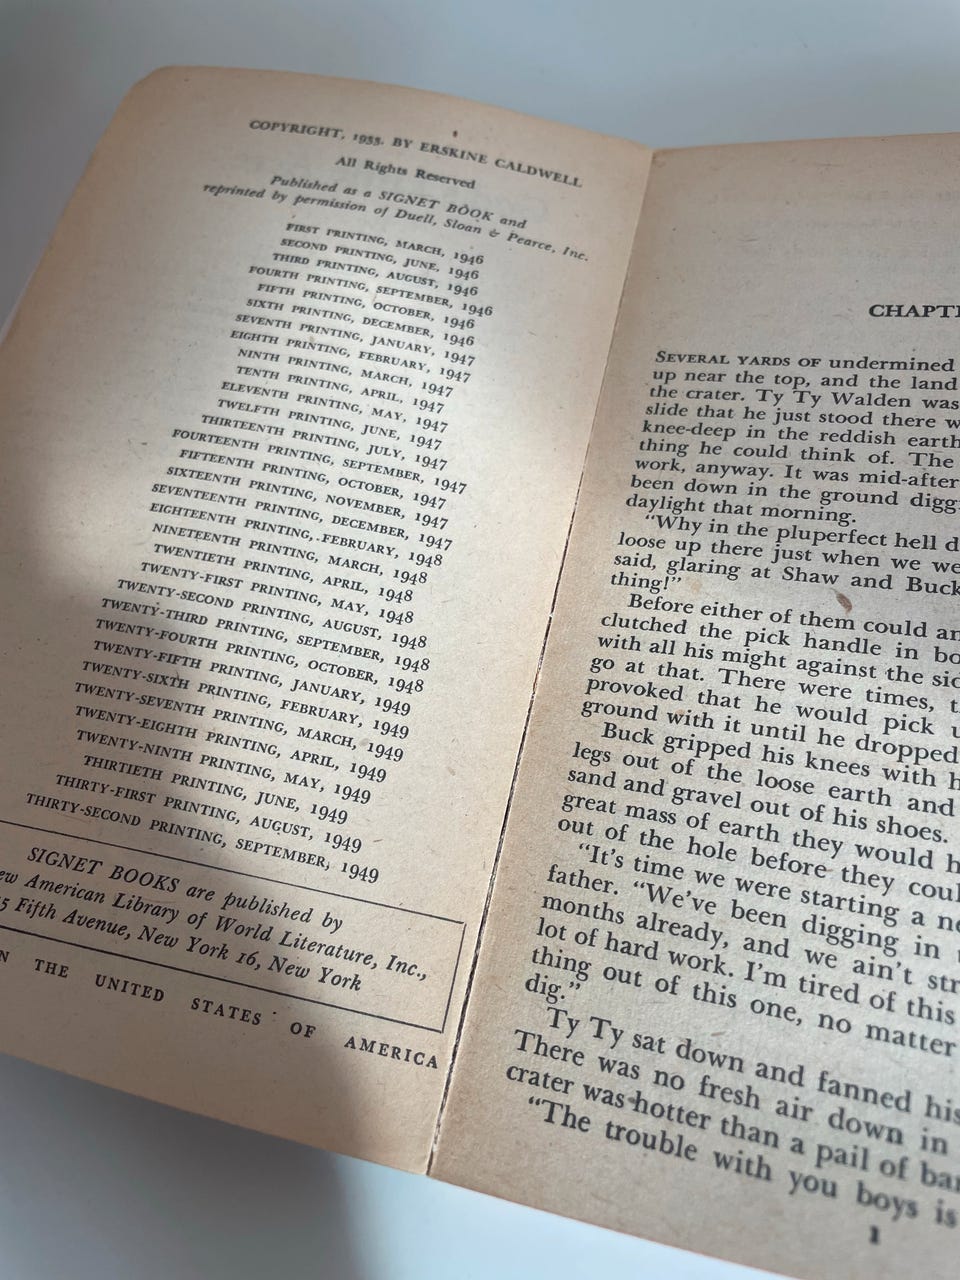 COPYRIGHT, 1933, BY ERSKINE CALDWELL
All Rights Reserved
Published as a SIGNET BOOK and
reprinted by permission of Duell, Sloan & Pearce, Inc.
FIRST PRINTING, MARCH, 1946
SECOND PRINTING, JUNE, 1946
THIRD PRINTING, AUGUST, 1946
FOURTH PRINTING, SEPTEMBER, 1946
FIFTH PRINTING, OCTOBER, 1946
SIXTH PRINTING, DECEMBER, 1946
SEVENTH PRINTING, JANUARY, 1947
EIGHTH PRINTING, FEBRUARY, 1947
NINTH PRINTING, MARCH, 1947
TENTH PRINTING, APRIL, 1947
ELEVENTH PRINTING, MAY, 1947
TWELFTH PRINTING, JUNE, 1947
THIRTEENTH PRINTING, JULY, 1947
FOURTEENTH PRINTING, SEPTEMBER, 1947
FIFTEENTH PRINTING, OCTOBER, 1947
SIXTEENTH PRINTING, NOVEMBER, 1947
SEVENTEENTH PRINTING, DECEMBER, 1947
EIGHTEENTH PRINTING, FEBRUARY, 1948
NINETEENTH PRINTING, MARCH, 1948
TWENTIETH PRINTING, APRIL, 1948
TWENTY-FIRST PRINTING, MAY, 1948
TWENTY-SECOND PRINTING, AUGUST, 1948
TWENTY-THIRD PRINTING, SEPTEMBER, 1948
TWENTY-FOURTH PRINTING, OCTOBER, 1948
TWENTY-FIFTH PRINTING, JANUARY, 1949
TWENTY-SIXTH PRINTING, FEBRUARY, 1949
TWENTY-SEVENTH PRINTING, MARCH, 1949
TWENTY-EIGHTH PRINTING, APRIL, 1949
TWENTY-NINTH PRINTING, MAY, 1949
THIRTIETH PRINTING, JUNE, 1949
THIRTY-FIRST PRINTING, AUGUST, 1949
THIRTY-SECOND PRINTING, SEPTEMBER, 1949
SIGNET BOOKS are published by
ew American Library of World Literature, Inc.,
5 Fifth Avenue, New York 16, New York
N THE UNITED STATES OF AMERICA
CHAPT
SEVERAL YARDS OF undermined
up near the top, and the land
the crater. Ty Ty Walden was
slide that he just stood there w
knee-deep in the reddish earth
thing he could think of. The
work, anyway. It was mid-after
been down in the ground digg
daylight that morning.
"Why in the pluperfect hell d
loose up there just when we we
said, glaring at Shaw and Buck
thing!"
Before either of them could an
clutched the pick handle in bo
with all his might against the sid
go at that. There were times, t
provoked that he would pick u
ground with it until he dropped
Buck gripped his knees with h
legs out of the loose earth and
sand and gravel out of his shoes.
great mass of earth they would h
out of the hole before they coul
"It's time we were starting a ne
father. "We've been digging in t
months already, and we ain't str
lot of hard work. I'm tired of this
thing out of this one, no matter
dig."
Ty Ty sat down and fanned his
There was no fresh air down in
crater was hotter than a pail of bar
"The trouble with you boys is
1